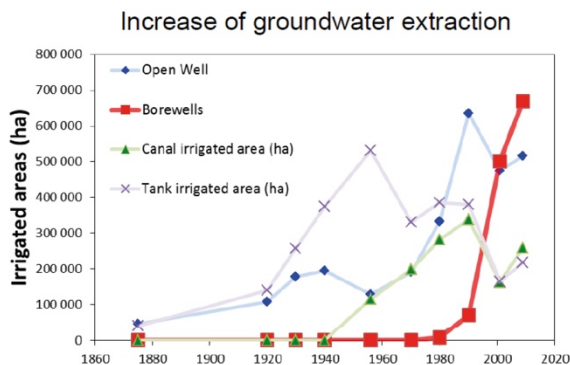 Increase of groundwater extraction
800 000
700 000
600 000
500 000
400 000
300 000
200 000
100 000
0
Irrigated areas (ha)
Open Well
Borewells
Canal irrigated area (ha)
Tank irrigated area (ha)
1860 1880 1900 1920 1940 1960 1980 2000 2020